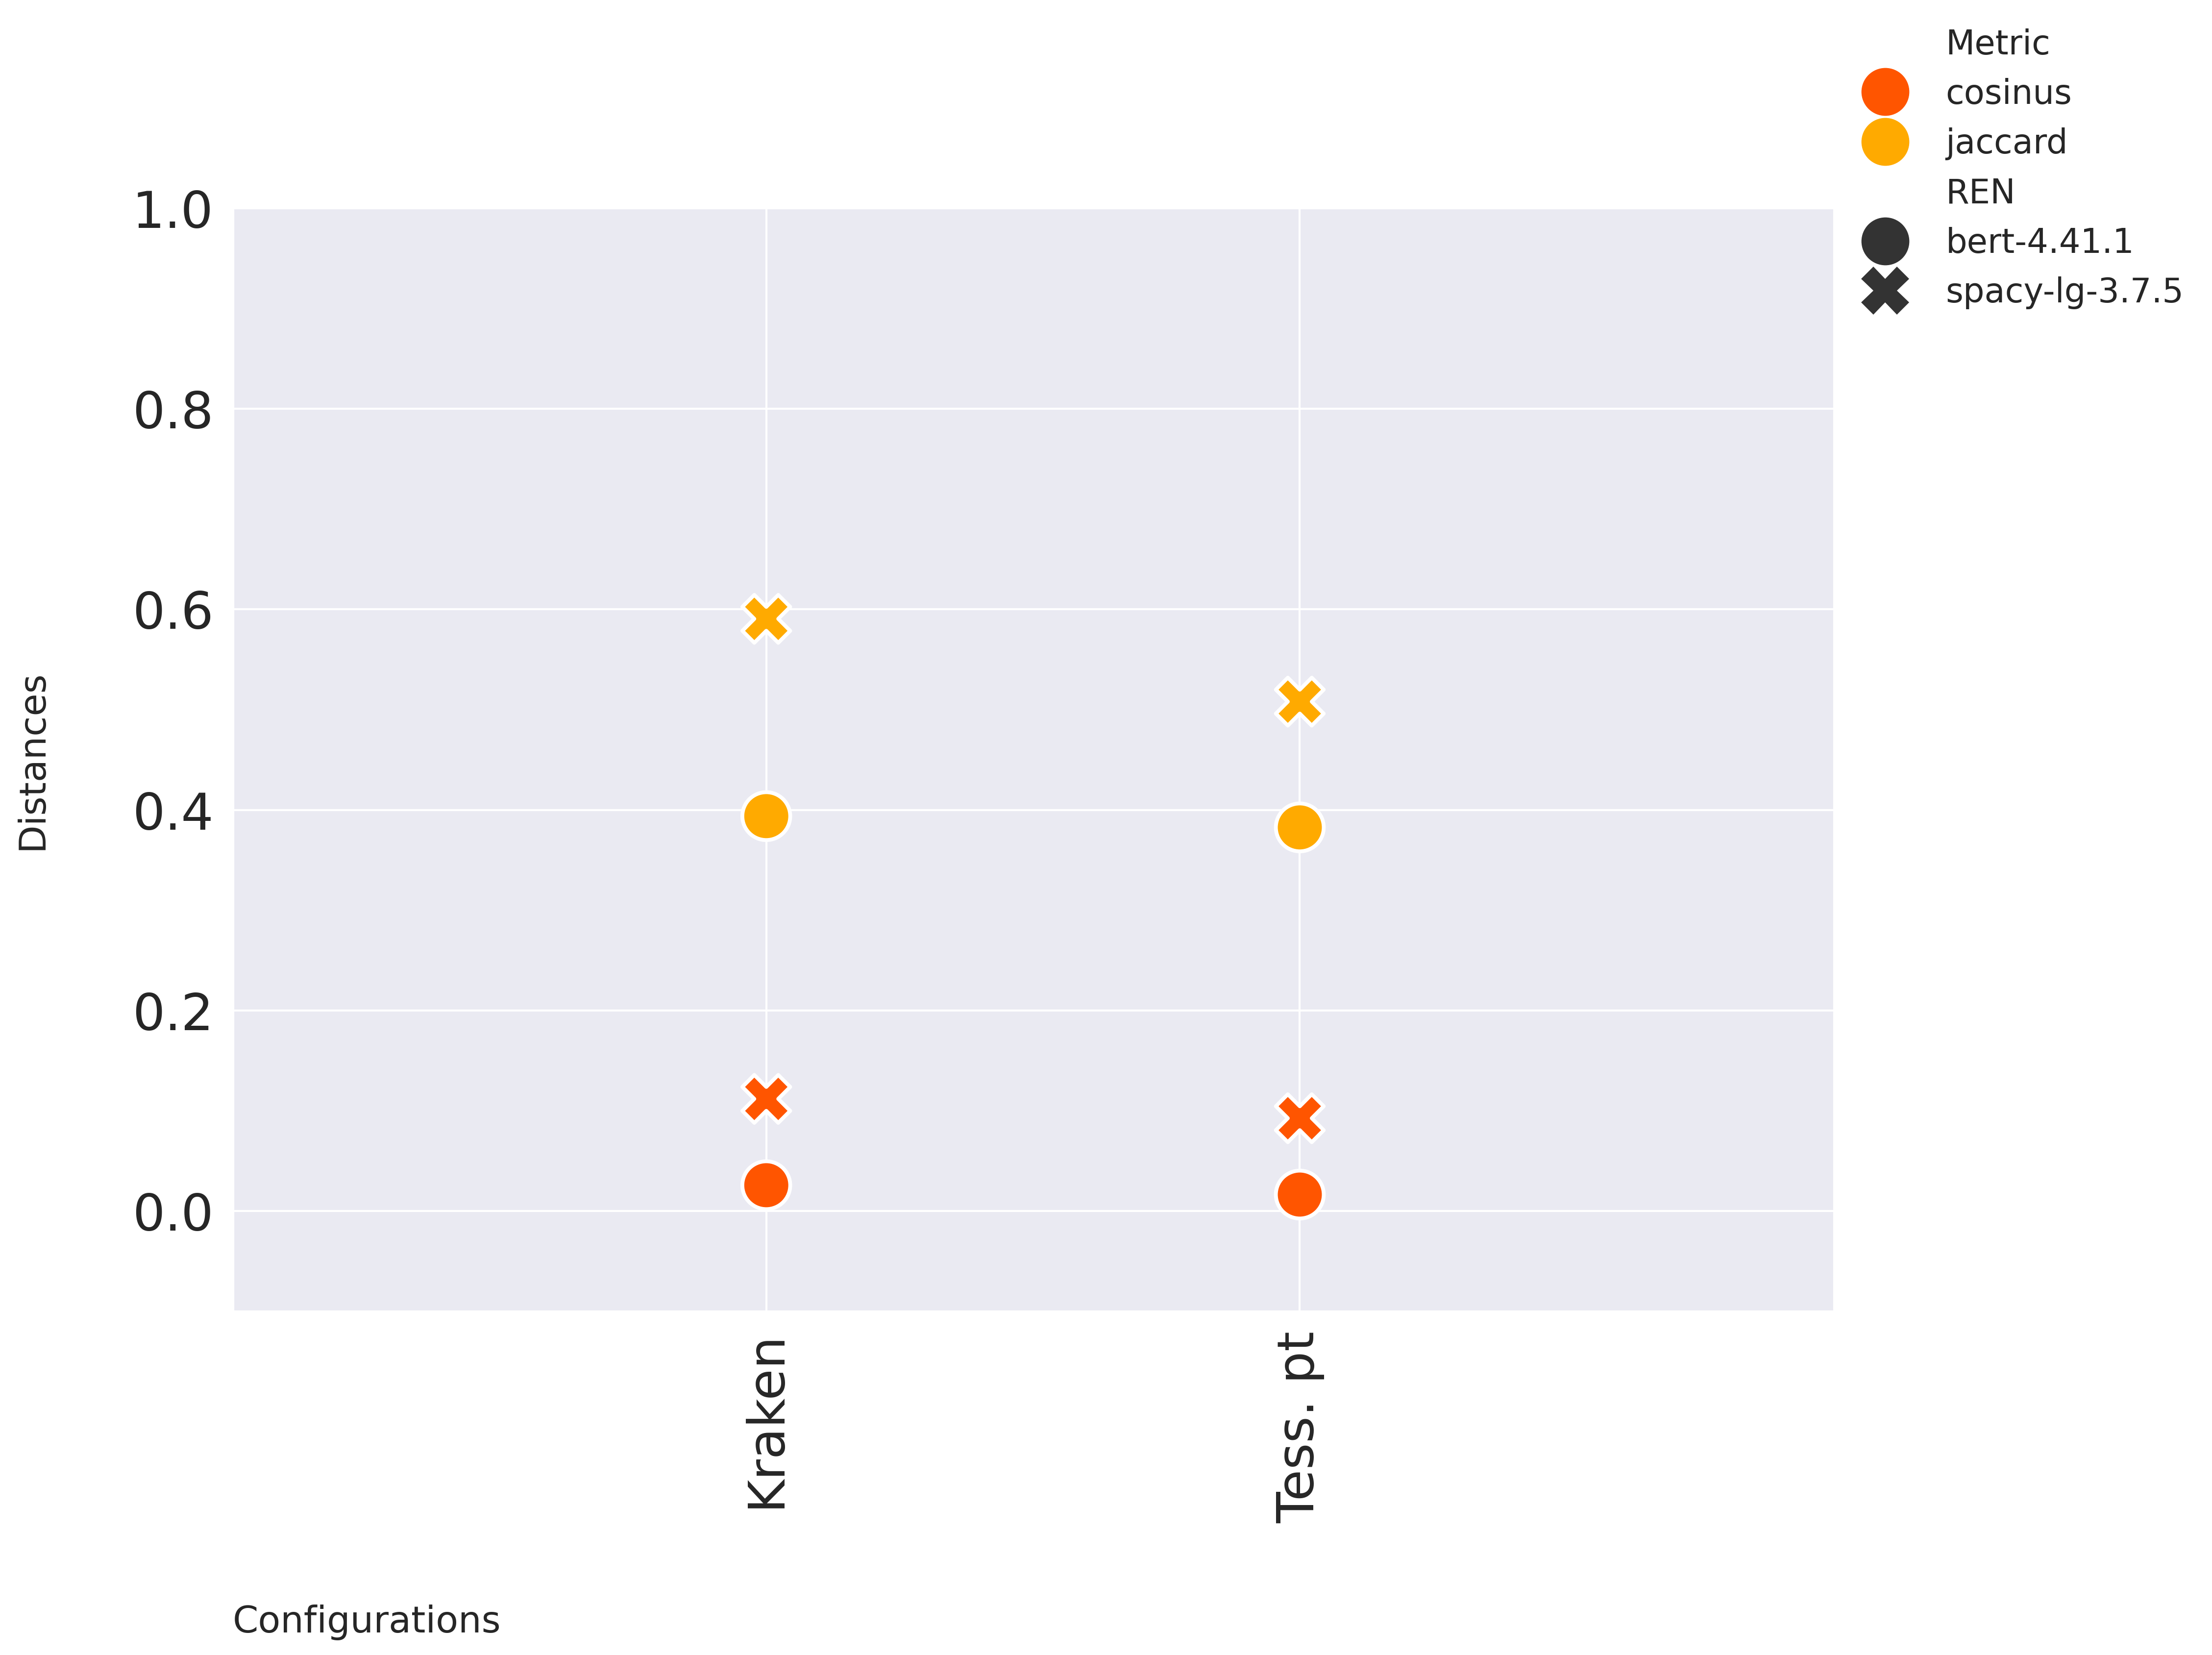 Metric
cosinus
jaccard
REN
bert-4.41.1
spacy-lg-3.7.5
1.0
0.8
0.6
0.4
0.2
0.0
Distances
Kraken
Tess. pt
Configurations